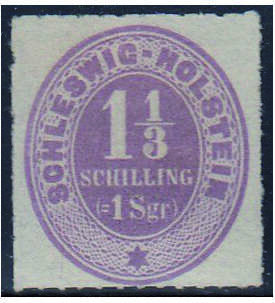 SCHLESWIG-HOLSTEIN
1 1/3
SCHILLING
(=1 Sgr)